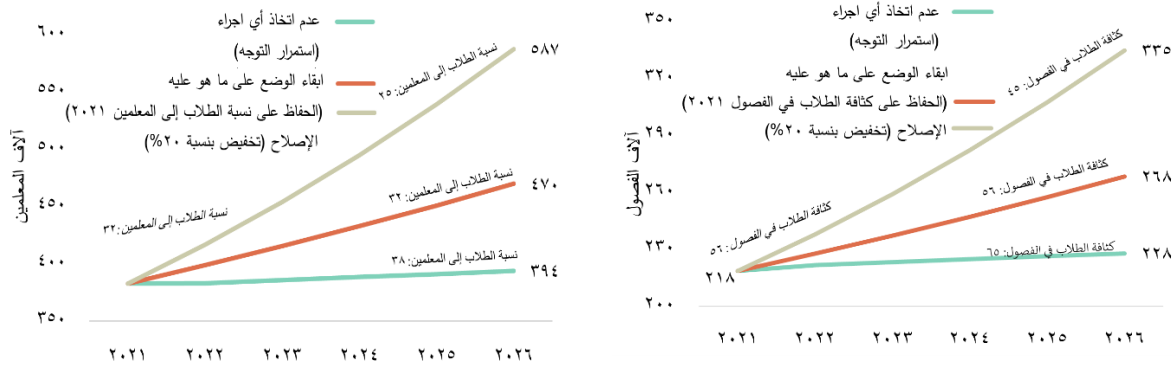 عدم اتخاذ أي اجراء
(استمرار التوجه)
ابقاء الوضع على ما هو عليه
(الحفاظ على نسبة الطلاب إلى المعلمين ٢٠٢١)
الإصلاح (تخفيض بنسبة ٢٠%)
آلاف المعلمين
٦٠٠
٥٥٠
٥٠٠
٤٥٠
٤٠٠
٣٥٠
نسبة الطلاب إلى المعلمين: ٢٥
نسبة الطلاب إلى المعلمين: ٣٢
نسبة الطلاب إلى المعلمين: ٣٢
نسبة الطلاب إلى المعلمين: ٣٨
٥٨٧
٤٧٠
٣٩٤
٢٠٢١ ٢٠٢٢ ٢٠٢٣ ٢٠٢٤ ٢٠٢٥ ٢٠٢٦
عدم اتخاذ أي اجراء
(استمرار التوجه)
ابقاء الوضع على ما هو عليه
(الحفاظ على كثافة الطلاب في الفصول ٢٠٢١)
الإصلاح (تخفيض بنسبة ٢٠%)
آلاف الفصول
٣٥٠
٣٢٠
٢٩٠
٢٦٠
٢٣٠
٢٠٠
كثافة الطلاب في الفصول: ٤٥
كثافة الطلاب في الفصول: ٥٦
كثافة الطلاب في الفصول: ٥٦
كثافة الطلاب في الفصول: ٦٥
٢١٨
٣٣٥
٢٦٨
٢٢٨
٢٠٢١ ٢٠٢٢ ٢٠٢٣ ٢٠٢٤ ٢٠٢٥ ٢٠٢٦